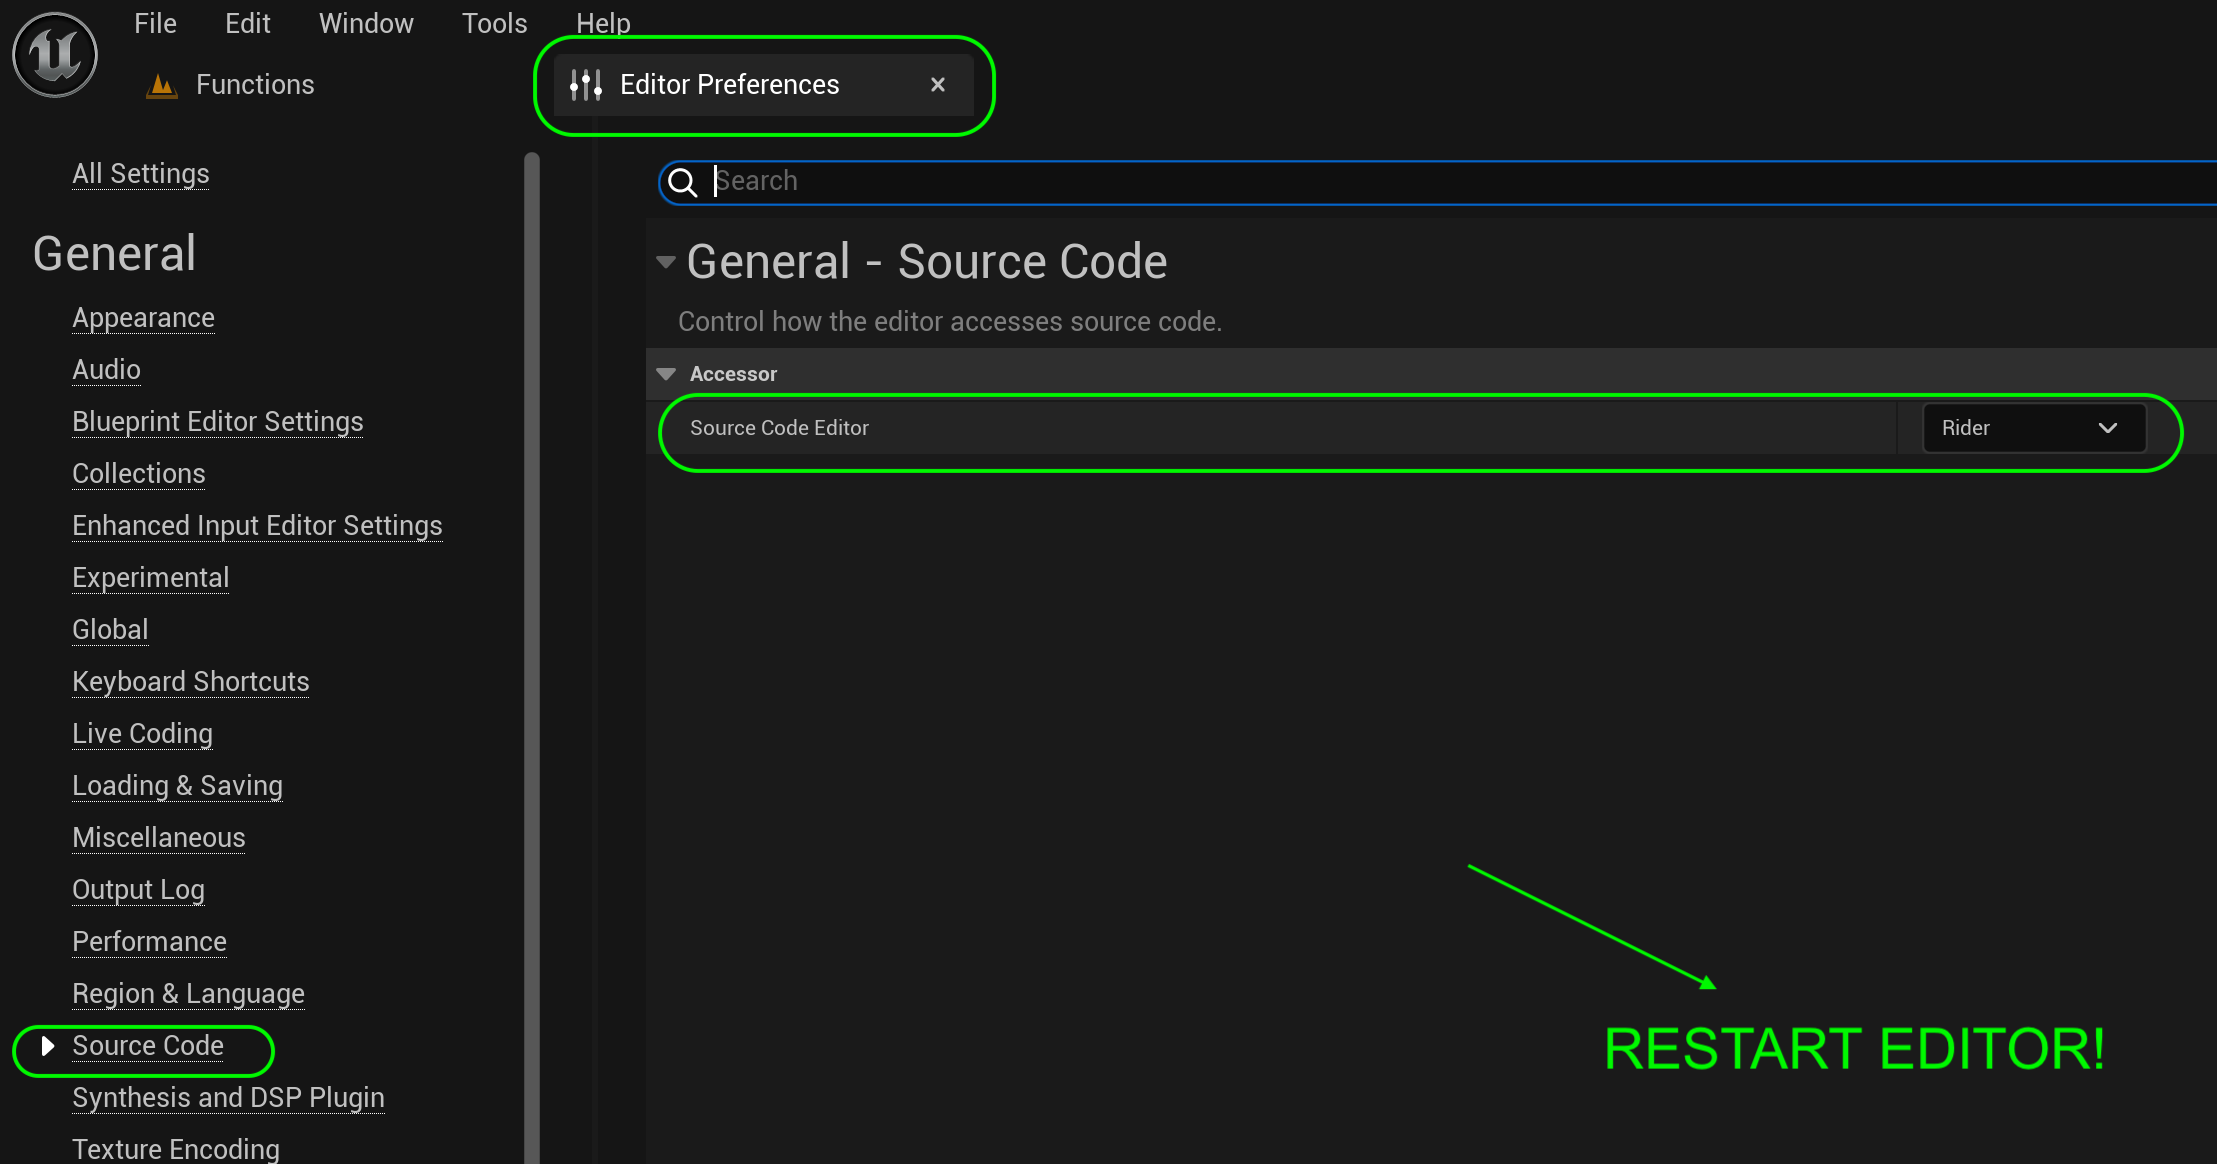 File Edit Window Tools Help
Functions
Editor Preferences
All Settings
General
Appearance
Audio
Blueprint Editor Settings
Collections
Enhanced Input Editor Settings
Experimental
Global
Keyboard Shortcuts
Live Coding
Loading & Saving
Miscellaneous
Output Log
Performance
Region & Language
Source Code
Synthesis and DSP Plugin
Texture Encoding
Search
General - Source Code
Control how the editor accesses source code.
Accessor
Source Code Editor Rider
RESTART EDITOR!